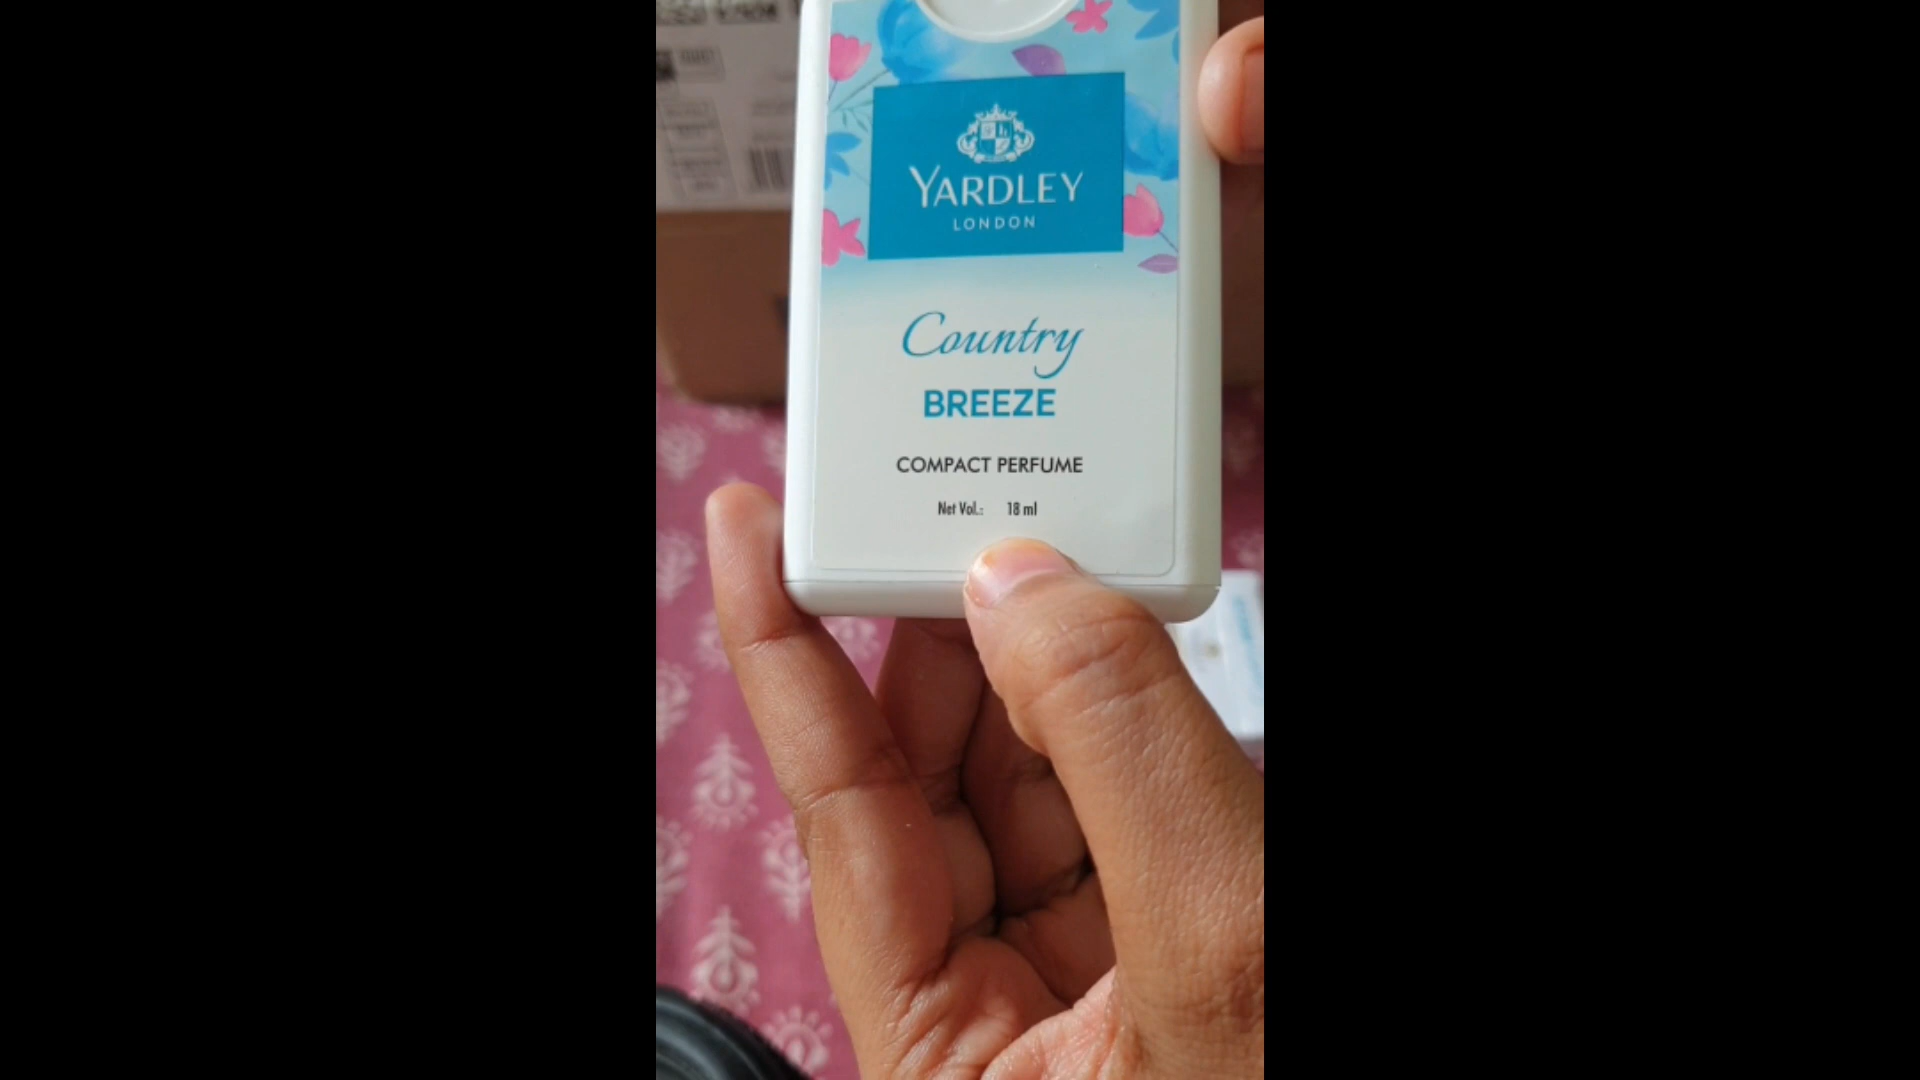 YARDLEY
LONDON
Country
BREEZE
COMPACT PERFUME
Net Vol.: 18 ml